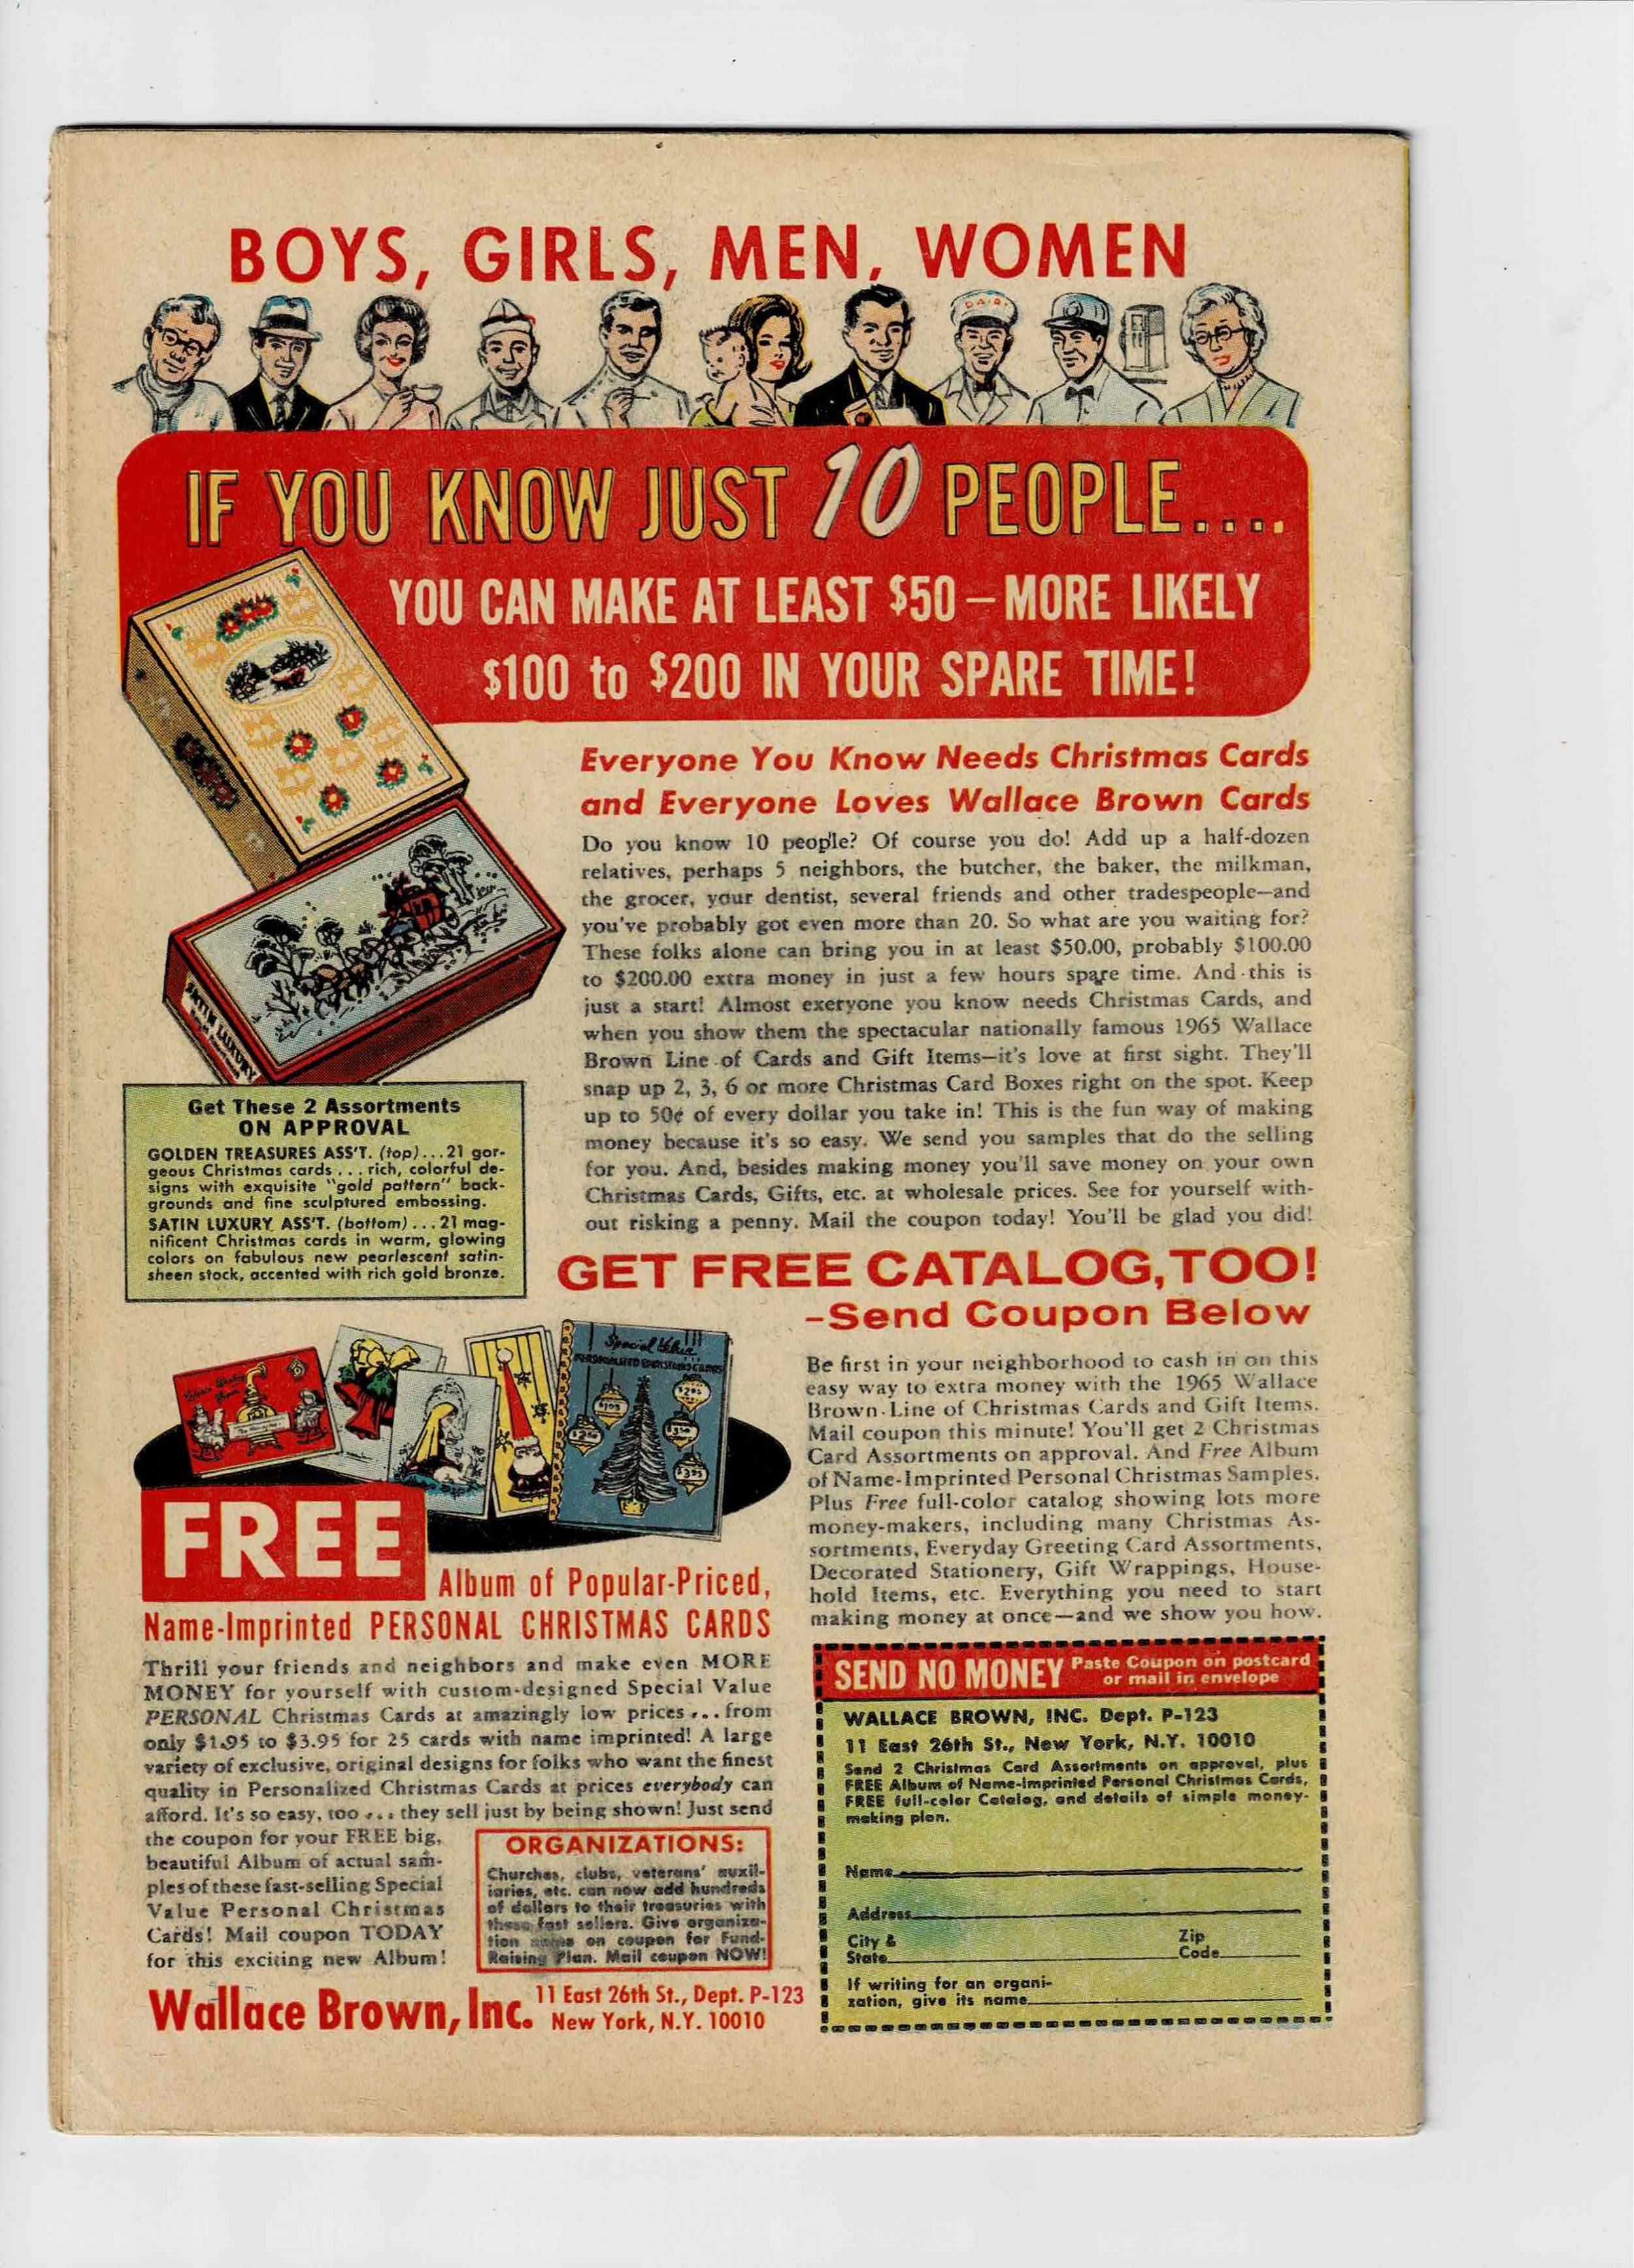 BOYS, GIRLS, MEN, WOMEN
DAIRY
IF YOU KNOW JUST 10 PEOPLE....
YOU CAN MAKE AT LEAST $50 – MORE LIKELY
$100 to $200 IN YOUR SPARE TIME!
Everyone You Know Needs Christmas Cards
and Everyone Loves Wallace Brown Cards
Do you know 10 people? Of course you do! Add up a half-dozen
relatives, perhaps 5 neighbors, the butcher, the baker, the milkman,
the grocer, your dentist, several friends and other tradespeople—and
you've probably got even more than 20. So what are you waiting for?
These folks alone can bring you in at least $50.00, probably $100.00
to $200.00 extra money in just a few hours spare time. And this is
just a start! Almost exeryone you know needs Christmas Cards, and
when you show them the spectacular nationally famous 1965 Wallace
Brown Line of Cards and Gift Items—it's love at first sight. They'll
snap up 2, 3, 6 or more Christmas Card Boxes right on the spot. Keep
up to 50¢ of every dollar you take in! This is the fun way of making
money because it's so easy. We send you samples that do the selling
for you. And, besides making money you'll save money on your own
Christmas Cards, Gifts, etc. at wholesale prices. See for yourself with-
out risking a penny. Mail the coupon today! You'll be glad you did!
SATIN LUXURY
Get These 2 Assortments
ON APPROVAL
GOLDEN TREASURES ASS'T. (top)...21 gor-
geous Christmas cards ... rich, colorful de-
signs with exquisite "gold pattern" back-
grounds and fine sculptured embossing.
SATIN LUXURY ASS'T. (bottom) ... 21 mag-
nificent Christmas cards in warm, glowing
colors on fabulous new pearlescent satin-
sheen stock, accented with rich gold bronze.
GET FREE CATALOG, TOO!
–Send Coupon Below
Be first in your neighborhood to cash in on this
easy way to extra money with the 1965 Wallace
Brown Line of Christmas Cards and Gift Items.
Mail coupon this minute! You'll get 2 Christmas
Card Assortments on approval. And Free Album
of Name-Imprinted Personal Christmas Samples.
Plus Free full-color catalog showing lots more
money-makers, including many Christmas As-
sortments, Everyday Greeting Card Assortments,
Decorated Stationery, Gift Wrappings, House-
hold Items, etc. Everything you need to start
making money at once—and we show you how.
Special Value
PERSONALIZED CHRISTMAS CARDS
$1.95
$2.95
$3.95
FREE
Album of Popular-Priced,
Name-Imprinted PERSONAL CHRISTMAS CARDS
Thrill your friends and neighbors and make even MORE
MONEY for yourself with custom-designed Special Value
PERSONAL Christmas Cards at amazingly low prices ... from
only $1.95 to $3.95 for 25 cards with name imprinted! A large
variety of exclusive, original designs for folks who want the finest
quality in Personalized Christmas Cards at prices everybody can
afford. It's so easy, too ... they sell just by being shown! Just send
the coupon for your FREE big,
beautiful Album of actual sam-
ples of these fast-selling Special
Value Personal Christmas
Cards! Mail coupon TODAY
for this exciting new Album!
ORGANIZATIONS:
Churches, clubs, veterans' auxil-
iaries, etc. can now add hundreds
of dollars to their treasuries with
these fast sellers. Give organiza-
tion name on coupon for Fund-
Raising Plan. Mail coupon NOW!
Wallace Brown, Inc. 11 East 26th St., Dept. P-123
New York, N.Y. 10010
SEND NO MONEY Paste Coupon on postcard
or mail in envelope
WALLACE BROWN, INC. Dept. P-123
11 East 26th St., New York, N.Y. 10010
Send 2 Christmas Card Assortments on approval, plus
FREE Album of Name-Imprinted Personal Christmas Cards,
FREE full-color Catalog, and details of simple money-
making plan.
Name
Address
City &
State
Zip
Code
If writing for an organi-
zation, give its name